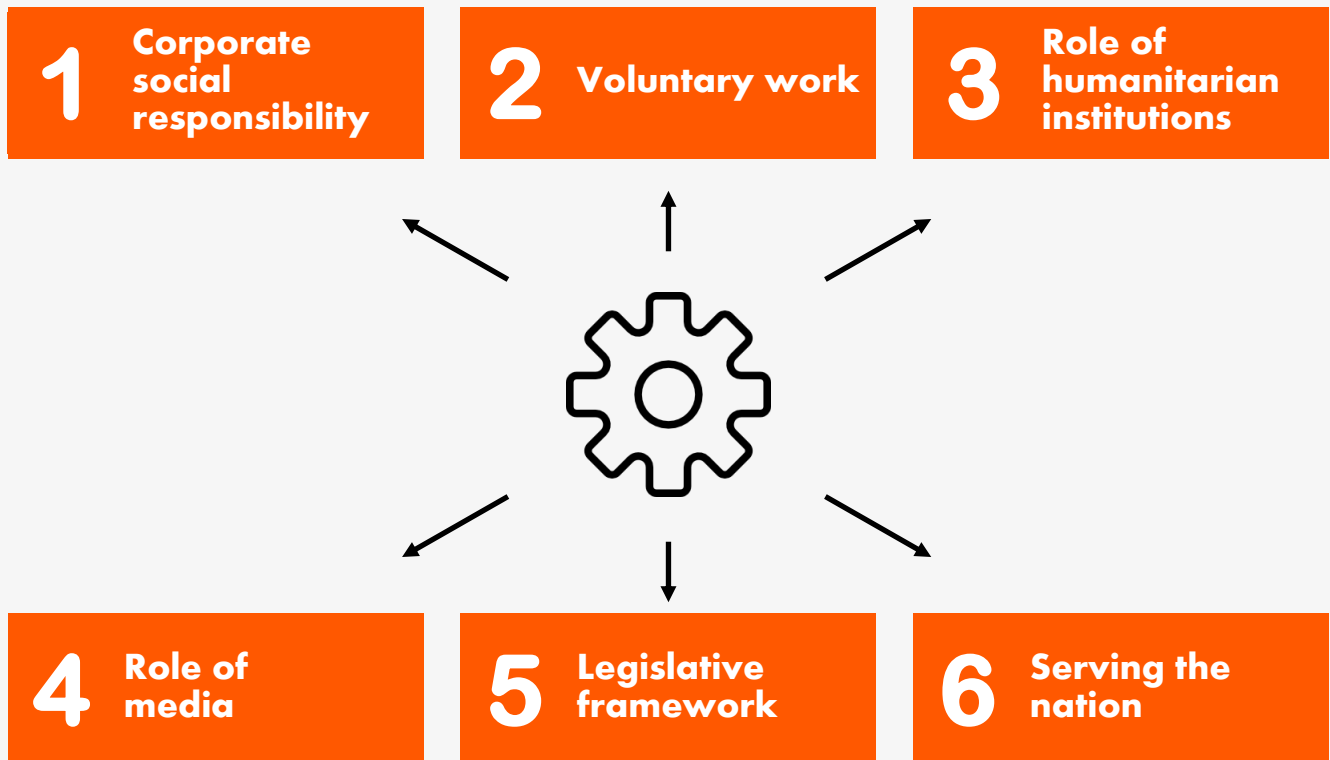 1
Corporate
social
responsibility
2
Voluntary work
3
Role of
humanitarian
institutions
4
Role of
media
5
Legislative
framework
6
Serving the
nation